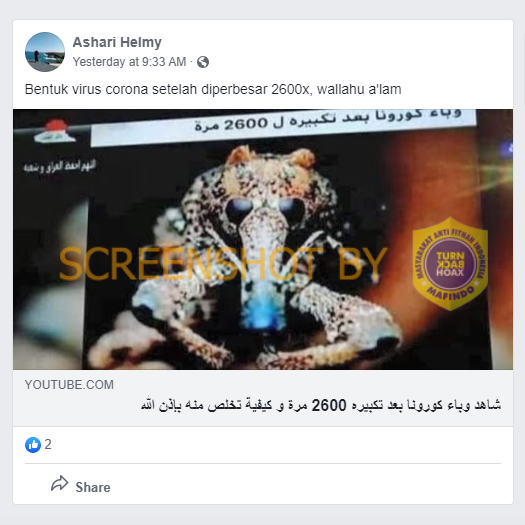 Ashari Helmy
Yesterday at 9:33 AM ·
Bentuk virus corona setelah diperbesar 2600x, wallahu a'lam
وباء كورونا بعد تكبيره ل 2600 مرة
اللهم احفظ العراق و شعبه
SCREENSHOT BY
MASYARAKAT ANTI FITNAH INDONESIA
TURN
BACK
HOAX
MAFINDO
YOUTUBE.COM
شاهد وباء كورونا بعد تكبيره 2600 مرة و كيفية تخلص منه بإذن الله
2
Share